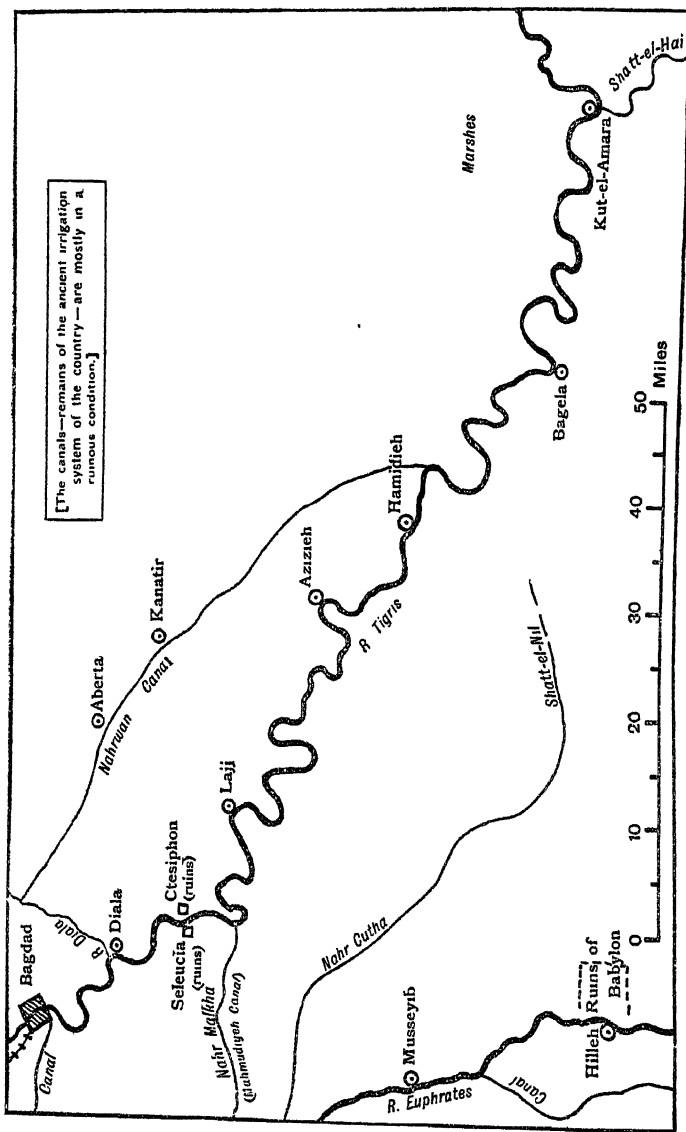 [The canals—remains of the ancient irrigation
system of the country—are mostly in a
ruinous condition.]
Bagdad
Canal
R Diala
Diala
Aberta
Kanatir
Nahrwan Canal
Ctesiphon
(ruins)
Seleucia
(ruins)
Nahr Malkha
(Mahmudiyeh Canal)
Lajj
Azizieh
R Tigris
Hamidieh
Marshes
Bagela
Kut-el-Amara
Shatt-el-Hai
Nahr Cutha
Shatt-el-Nil
Musseyib
R. Euphrates
Canal
Hilleh
Ruins of
Babylon
0 10 20 30 40 50 Miles